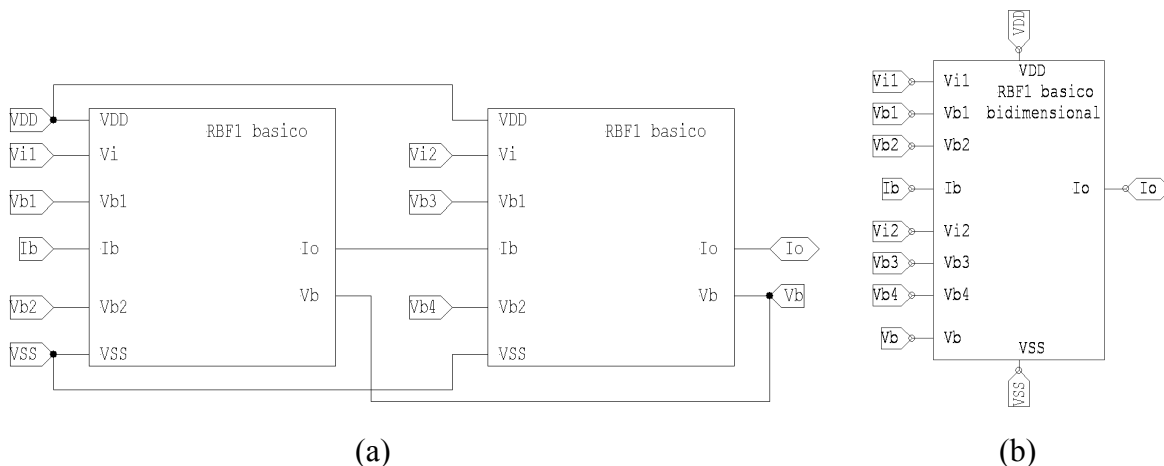 VDD
Vi1
Vb1
Ib
Vb2
VSS
VDD
Vi
Vb1
Ib
Vb2
VSS
RBF1 basico
Io
Vb
Vi2
Vb3
Vb4
VDD
Vi
Vb1
Ib
Vb2
VSS
RBF1 basico
Io
Vb
Io
Vb
(a)
VDD
Vi1
Vb1
Vb2
Ib
Vi2
Vb3
Vb4
Vb
VDD
RBF1 basico
bidimensional
Vi1
Vb1
Vb2
Ib
Vi2
Vb3
Vb4
Vb
Io
VSS
Io
VSS
(b)